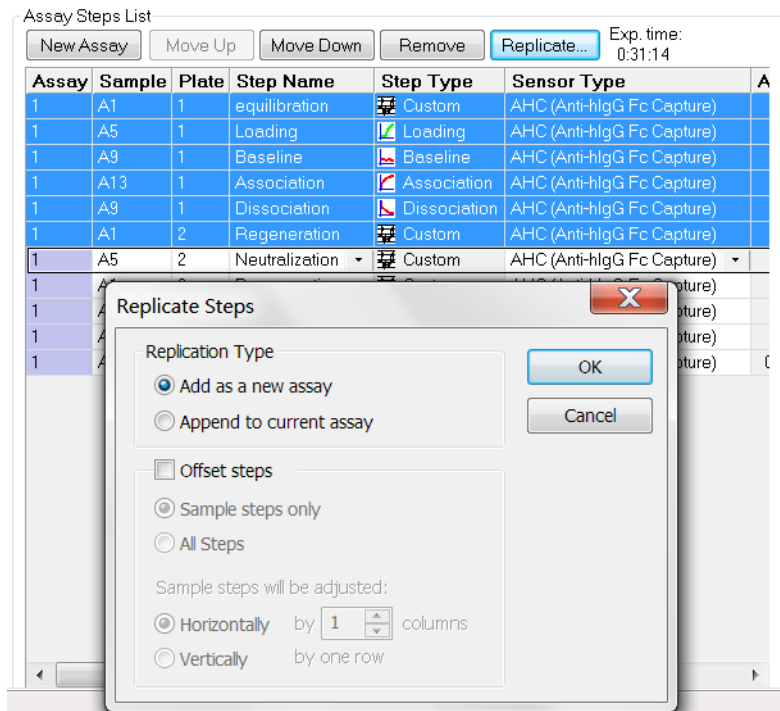 Assay Steps List
New Assay Move Up Move Down Remove Replicate... Exp. time:
0:31:14
Assay Sample Plate Step Name Step Type Sensor Type A
1 A1 1 equilibration Custom AHC (Anti-hIgG Fc Capture)
1 A5 1 Loading Loading AHC (Anti-hIgG Fc Capture)
1 A9 1 Baseline Baseline AHC (Anti-hIgG Fc Capture)
1 A13 1 Association Association AHC (Anti-hIgG Fc Capture)
1 A9 1 Dissociation Dissociation AHC (Anti-hIgG Fc Capture)
1 A1 2 Regeneration Custom AHC (Anti-hIgG Fc Capture)
1 A5 2 Neutralization Custom AHC (Anti-hIgG Fc Capture)
1 pture)
1 pture)
1 pture)
1 pture)
Replicate Steps
Replication Type
Add as a new assay
Append to current assay
OK
Cancel
Offset steps
Sample steps only
All Steps
Sample steps will be adjusted:
Horizontally by 1 columns
Vertically by one row